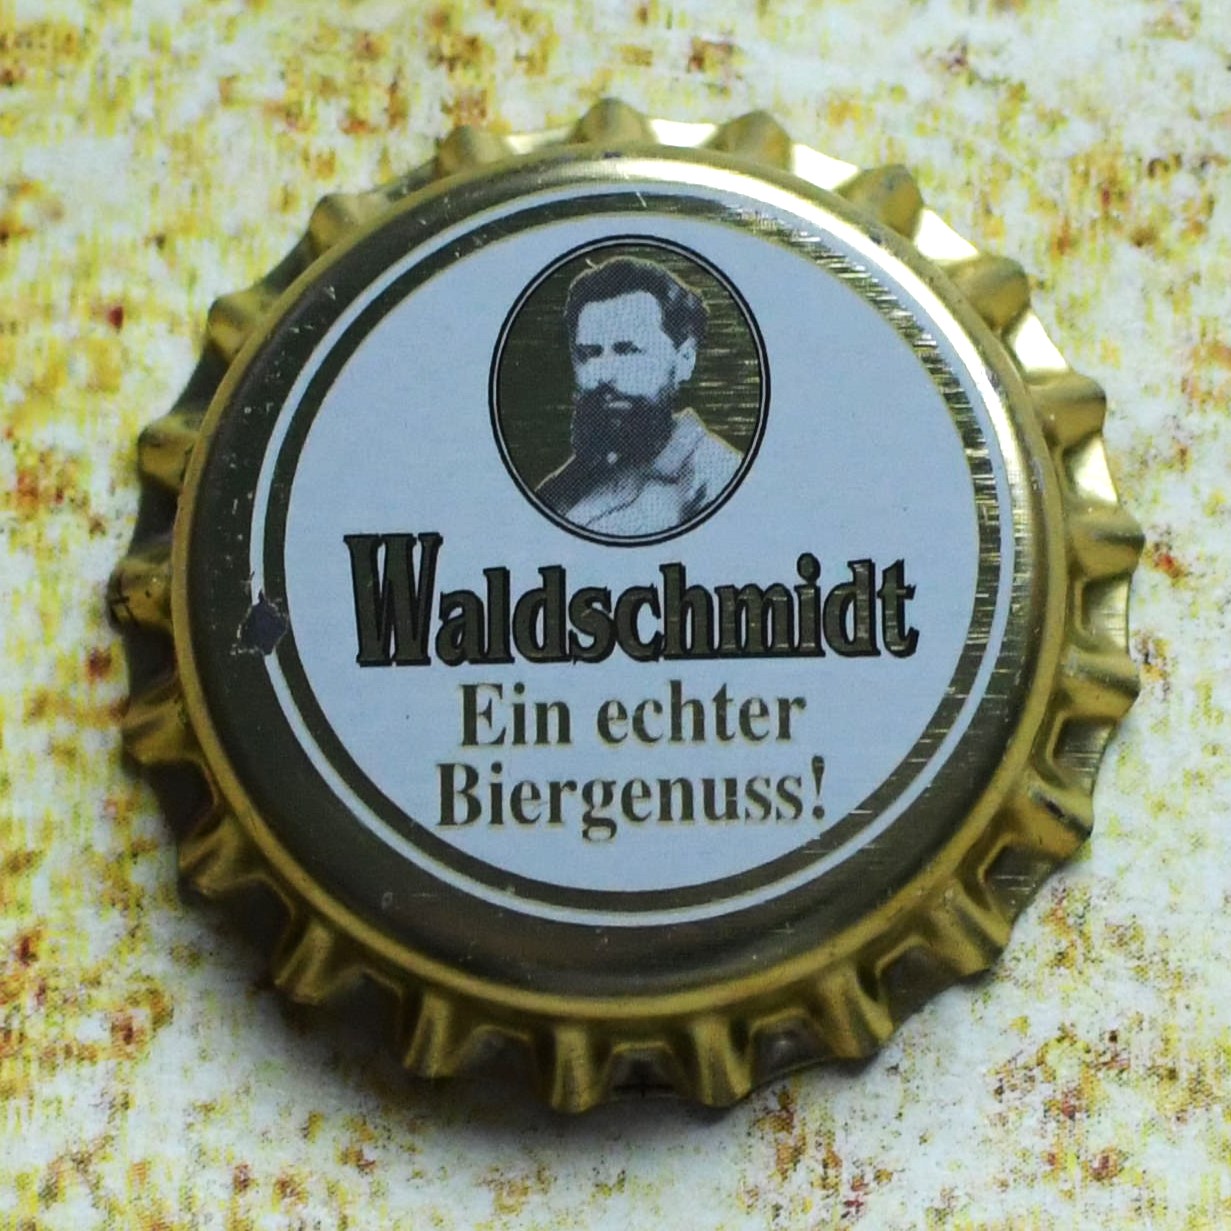 Waldschmidt
Ein echter
Biergenuss!